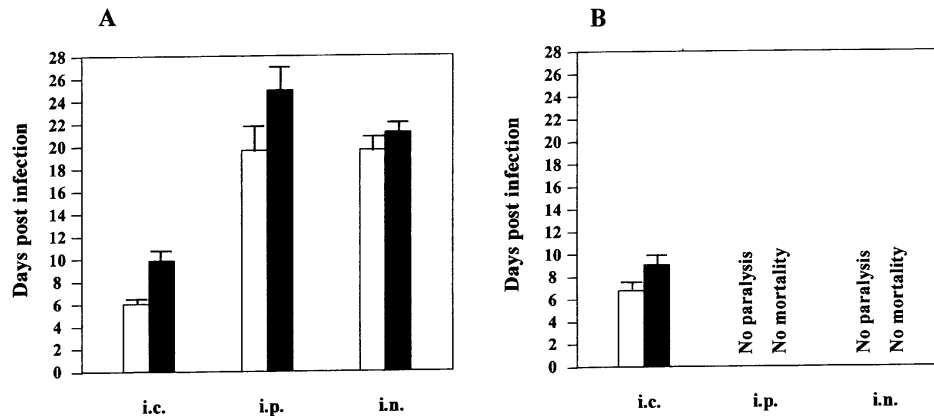 A
B
Days post infection
28
26
24
22
20
18
16
14
12
10
8
6
4
2
0
i.c.
i.p.
i.n.
Days post infection
28
26
24
22
20
18
16
14
12
10
8
6
4
2
0
No paralysis
No mortality
No paralysis
No mortality
i.c.
i.p.
i.n.